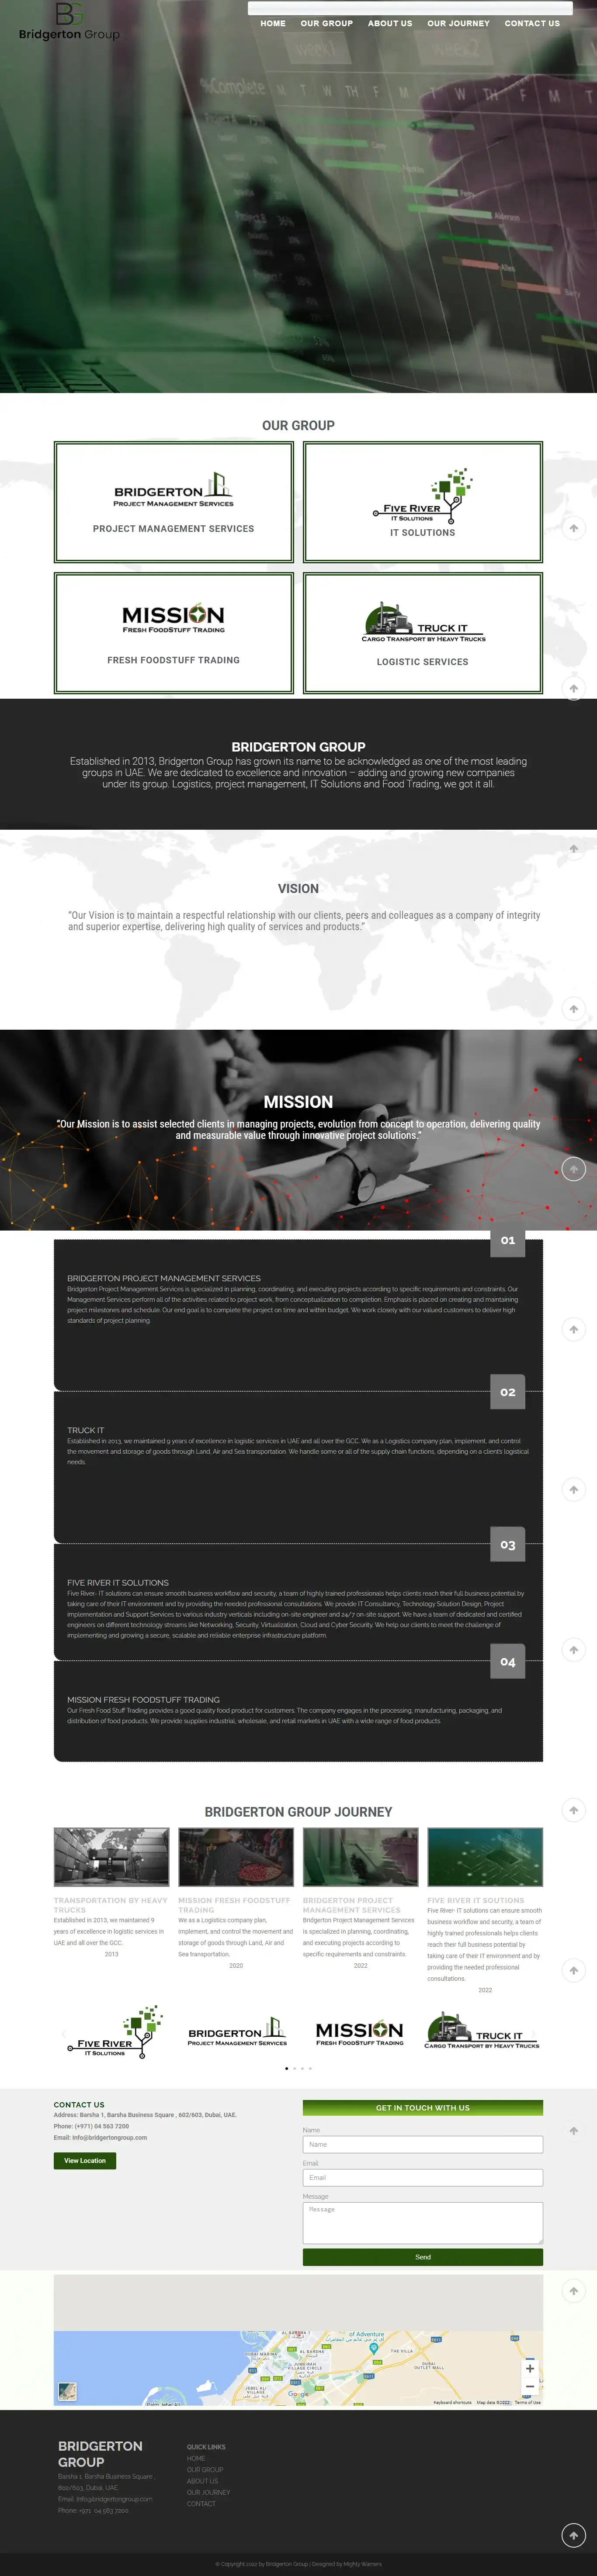 Bridgerton Group
HOME OUR GROUP ABOUT US OUR JOURNEY CONTACT US
week1 week2
%Complete M T W T H F M T W T H F
OUR GROUP
BRIDGERTON
PROJECT MANAGEMENT SERVICES
PROJECT MANAGEMENT SERVICES
FIVE RIVER
IT SOLUTIONS
IT SOLUTIONS
MISSION
FRESH FOODSTUFF TRADING
FRESH FOODSTUFF TRADING
TRUCK IT
CARGO TRANSPORT BY HEAVY TRUCKS
LOGISTIC SERVICES
BRIDGERTON GROUP
Established in 2013, Bridgerton Group has grown its name to be acknowledged as one of the most leading
groups in UAE. We are dedicated to excellence and innovation – adding and growing new companies
under its group. Logistics, project management, IT Solutions and Food Trading, we got it all.
VISION
“Our Vision is to maintain a respectful relationship with our clients, peers and colleagues as a company of integrity
and superior expertise, delivering high quality of services and products.”
MISSION
“Our Mission is to assist selected clients in managing projects, evolution from concept to operation, delivering quality
and measurable value through innovative project solutions.”
01
BRIDGERTON PROJECT MANAGEMENT SERVICES
Bridgerton Project Management Services is specialized in planning, coordinating, and executing projects according to specific requirements and constraints. Our
Management Services perform all of the activities related to project work, from conceptualization to completion. Emphasis is placed on creating and maintaining
project milestones and schedule. Our end goal is to complete the project on time and within budget. We work closely with our valued customers to deliver high
standards of project planning
02
TRUCK IT
Established in 2013, we maintained 9 years of excellence in logistic services in UAE and all over the GCC. We as a Logistics company plan, implement, and control
the movement and storage of goods through Land, Air and Sea transportation. We handle some or all of the supply chain functions, depending on a client's logistical
needs.
03
FIVE RIVER IT SOLUTIONS
Five River- IT solutions can ensure smooth business workflow and security, a team of highly trained professionals helps clients reach their full business potential by
taking care of their IT environment and by providing the needed professional consultations. We provide IT Consultancy, Technology Solution Design, Project
implementation and Support Services to various industry verticals including on-site engineer and 24/7 on-site support. We have a team of dedicated and certified
engineers on different technology streams like Networking, Security, Virtualization, Cloud and Cyber Security. We help our clients to meet the challenge of
implementing and growing a secure, scalable and reliable enterprise infrastructure platform.
04
MISSION FRESH FOODSTUFF TRADING
Our Fresh Food Stuff Trading provides a good quality food product for customers. The company engages in the processing, manufacturing, packaging, and
distribution of food products. We provide supplies industrial, wholesale, and retail markets in UAE with a wide range of food products.
BRIDGERTON GROUP JOURNEY
TRANSPORTATION BY HEAVY
TRUCKS
Established in 2013, we maintained 9
years of excellence in logistic services in
UAE and all over the GCC.
2013
MISSION FRESH FOODSTUFF
TRADING
We as a Logistics company plan,
implement, and control the movement and
storage of goods through Land, Air and
Sea transportation.
2020
BRIDGERTON PROJECT
MANAGEMENT SERVICES
Bridgerton Project Management Services
is specialized in planning, coordinating,
and executing projects according to
specific requirements and constraints.
2022
FIVE RIVER IT SOUTIONS
Five River- IT solutions can ensure smooth
business workflow and security, a team of
highly trained professionals helps clients
reach their full business potential by
taking care of their IT environment and by
providing the needed professional
consultations.
2022
FIVE RIVER
IT SOLUTIONS
BRIDGERTON
PROJECT MANAGEMENT SERVICES
MISSION
FRESH FOODSTUFF TRADING
TRUCK IT
CARGO TRANSPORT BY HEAVY TRUCKS
CONTACT US
Address: Barsha 1, Barsha Business Square , 602/603, Dubai, UAE.
Phone: (+971) 04 563 7200
Email: Info@bridgertongroup.com
View Location
GET IN TOUCH WITH US
Name
Name
Email
Email
Message
Message
Send
of Adventure
AL BARSHA
THE VILLA
DUBAI
OUTLET MALL
JUMEIRAH
VILLAGE CIRCLE
DUBAI MARINA
JEBEL ALI
VILLAGE
Google
Keyboard shortcuts Map data ©2022 Terms of Use
BRIDGERTON
GROUP
Barsha 1, Barsha Business Square ,
602/603, Dubai, UAE.
Email: Info@bridgertongroup.com
Phone: +971 04 563 7200
QUICK LINKS
HOME
OUR GROUP
ABOUT US
OUR JOURNEY
CONTACT
© Copyright 2022 by Bridgerton Group | Designed by Mighty Warners